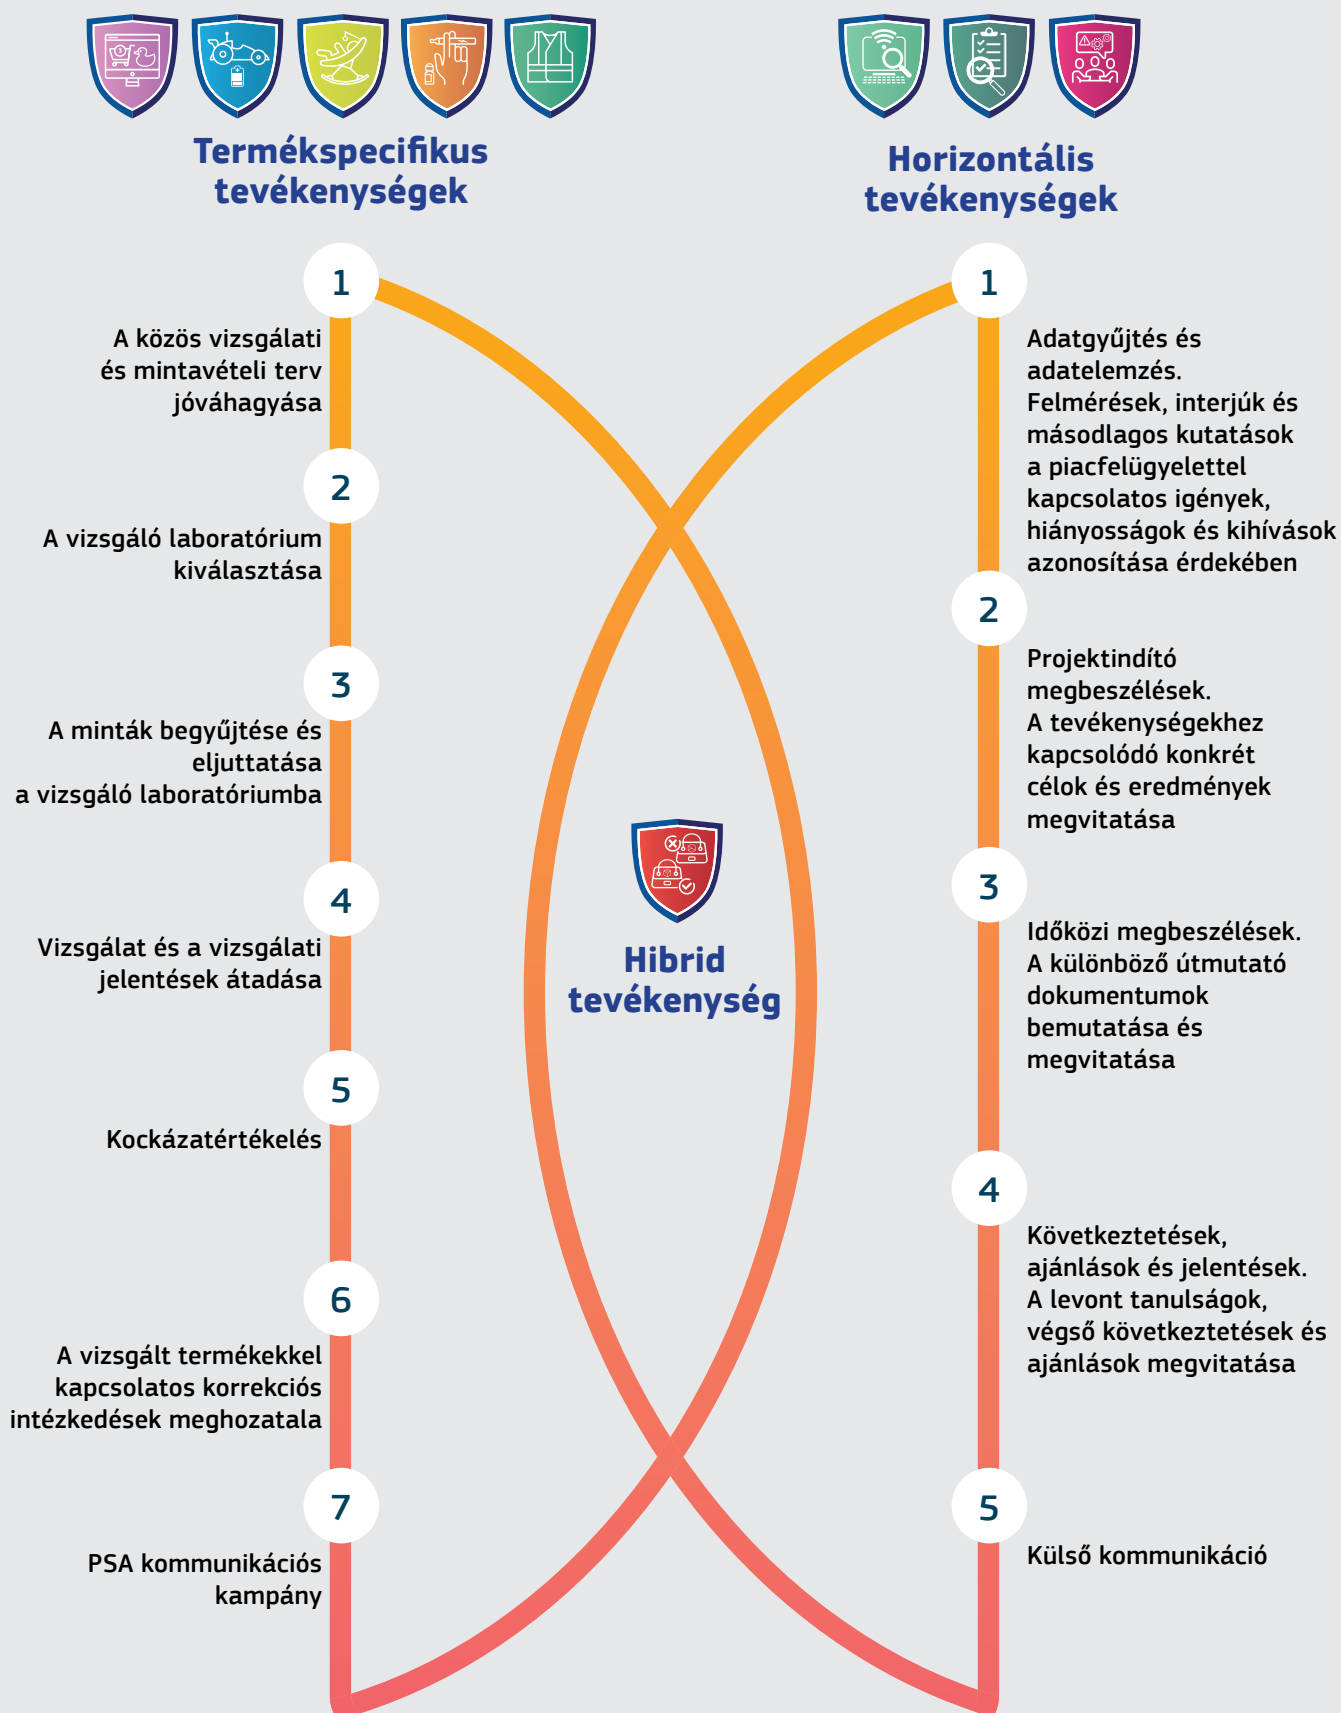 Termékspecifikus
tevékenységek
1
A közös vizsgálati
és mintavételi terv
jóváhagyása
2
A vizsgáló laboratórium
kiválasztása
3
A minták begyűjtése és
eljuttatása
a vizsgáló laboratóriumba
4
Vizsgálat és a vizsgálati
jelentések átadása
5
Kockázatértékelés
6
A vizsgált termékekkel
kapcsolatos korrekciós
intézkedések meghozatala
7
PSA kommunikációs
kampány
Hibrid
tevékenység
Horizontális
tevékenységek
1
Adatgyűjtés és
adatelemzés.
Felmérések, interjúk és
másodlagos kutatások
a piacfelügyelettel
kapcsolatos igények,
hiányosságok és kihívások
azonosítása érdekében
2
Projektindító
megbeszélések.
A tevékenységekhez
kapcsolódó konkrét
célok és eredmények
megvitatása
3
Időközi megbeszélések.
A különböző útmutató
dokumentumok
bemutatása és
megvitatása
4
Következtetések,
ajánlások és jelentések.
A levont tanulságok,
végső következtetések és
ajánlások megvitatása
5
Külső kommunikáció